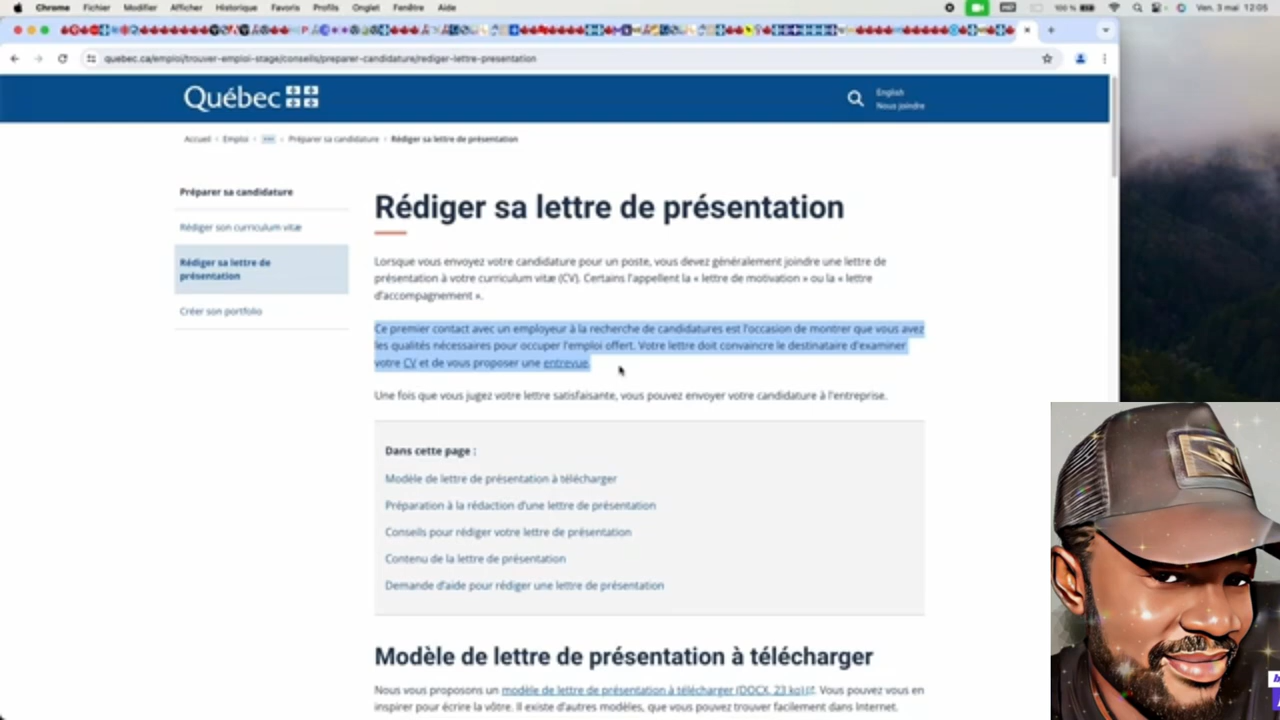 Chrome Fichier Modifier Afficher Historique Favoris Profils Onglet Fenêtre Aide
100 % Ven. 3 mai 12:05
quebec.ca/emploi/trouver-emploi-stage/conseils/preparer-candidature/rediger-lettre-presentation
Québec
English
Nous joindre
Accueil Emploi ••• Préparer sa candidature Rédiger sa lettre de présentation
Préparer sa candidature
Rédiger son curriculum vitæ
Rédiger sa lettre de
présentation
Créer son portfolio
Rédiger sa lettre de présentation
Lorsque vous envoyez votre candidature pour un poste, vous devez généralement joindre une lettre de
présentation à votre curriculum vitæ (CV). Certains l'appellent la « lettre de motivation » ou la « lettre
d'accompagnement ».
Ce premier contact avec un employeur à la recherche de candidatures est l'occasion de montrer que vous avez
les qualités nécessaires pour occuper l'emploi offert. Votre lettre doit convaincre le destinataire d'examiner
votre CV et de vous proposer une entrevue.
Une fois que vous jugez votre lettre satisfaisante, vous pouvez envoyer votre candidature à l'entreprise.
Dans cette page :
Modèle de lettre de présentation à télécharger
Préparation à la rédaction d'une lettre de présentation
Conseils pour rédiger votre lettre de présentation
Contenu de la lettre de présentation
Demande d'aide pour rédiger une lettre de présentation
Modèle de lettre de présentation à télécharger
Nous vous proposons un modèle de lettre de présentation à télécharger (DOCX, 23 ko). Vous pouvez vous en
inspirer pour écrire la vôtre. Il existe d'autres modèles, que vous pouvez trouver facilement dans Internet.